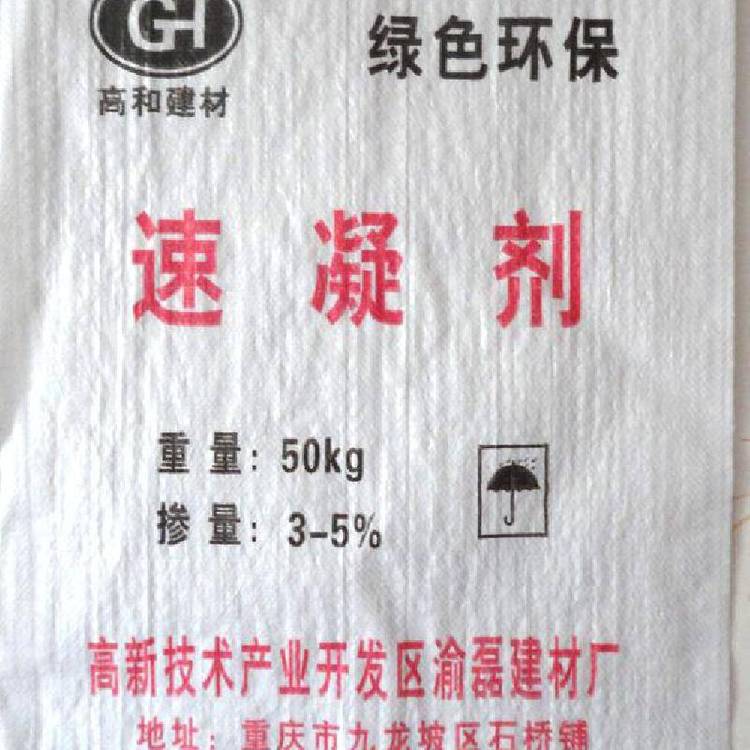 GH
绿色环保
高和建材
速凝剂
重量: 50kg
掺量: 3-5%
高新技术产业开发区渝磊建材厂
地址: 重庆市九龙坡区石桥铺